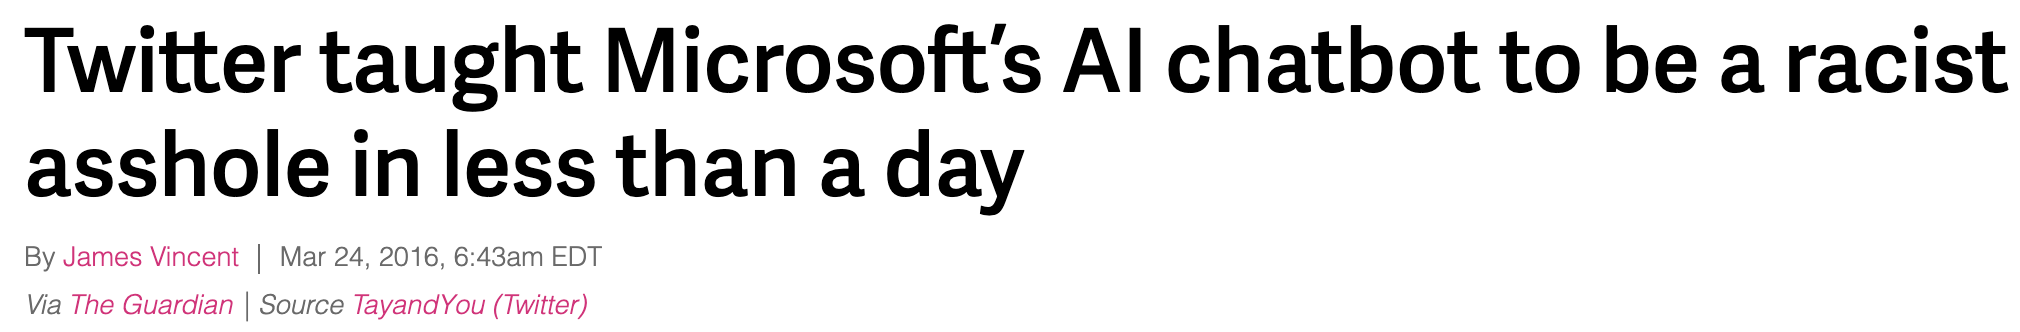 Twitter taught Microsoft’s AI chatbot to be a racist
asshole in less than a day
By James Vincent | Mar 24, 2016, 6:43am EDT
Via The Guardian | Source TayandYou (Twitter)